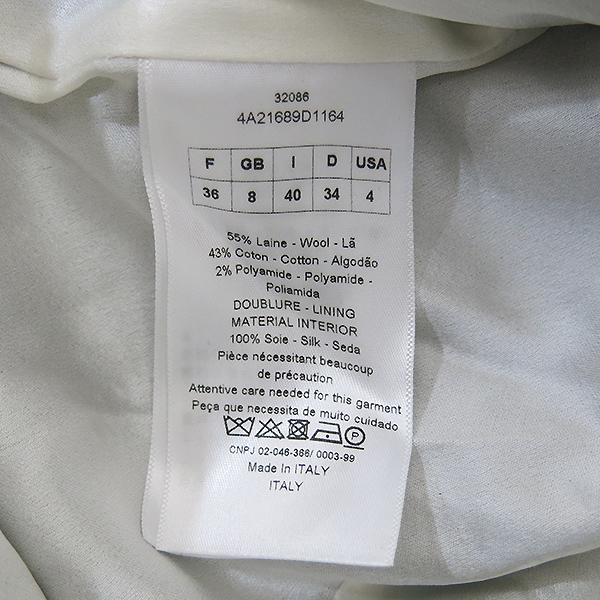 32086
4A21689D1164
F GB I D USA
36 8 40 34 4
55% Laine - Wool - Lã
43% Coton - Cotton - Algodão
2% Polyamide - Polyamide -
Poliamida
DOUBLURE - LINING
MATERIAL INTERIOR
100% Soie - Silk - Seda
Pièce nécessitant beaucoup
de précaution
Attentive care needed for this garment
Peça que necessita de muito cuidado
P
CNPJ 02-046-366/ 0003-99
Made In ITALY
ITALY